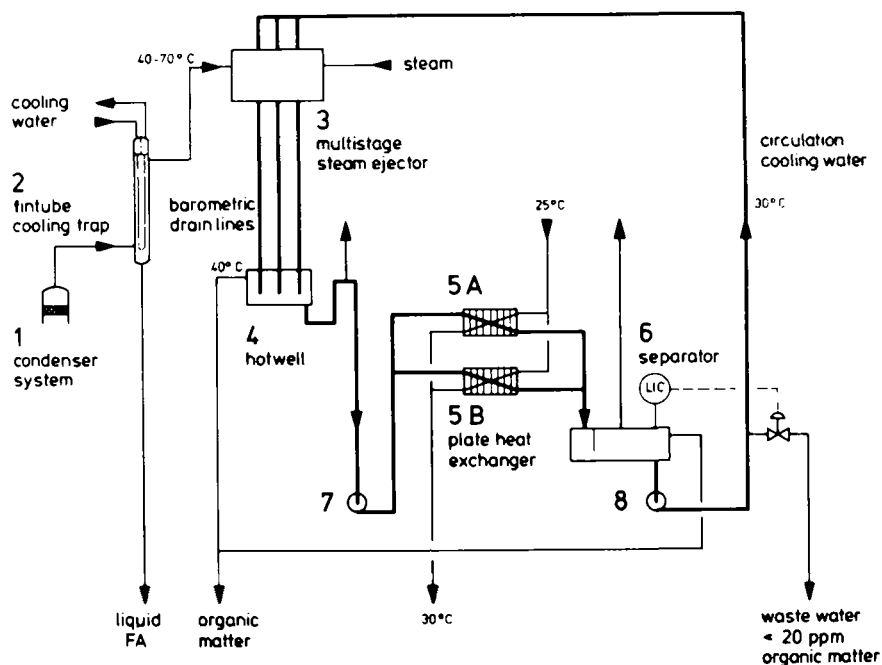 40-70°C
steam
cooling
water
3
multistage
steam ejector
circulation
cooling water
2
fintube
cooling trap
barometric
drain lines
25°C
30°C
40°C
5A
1
condenser
system
4
hotwell
6
separator
LIC
5B
plate heat
exchanger
7
8
liquid
FA
organic
matter
30°C
waste water
< 20 ppm
organic matter